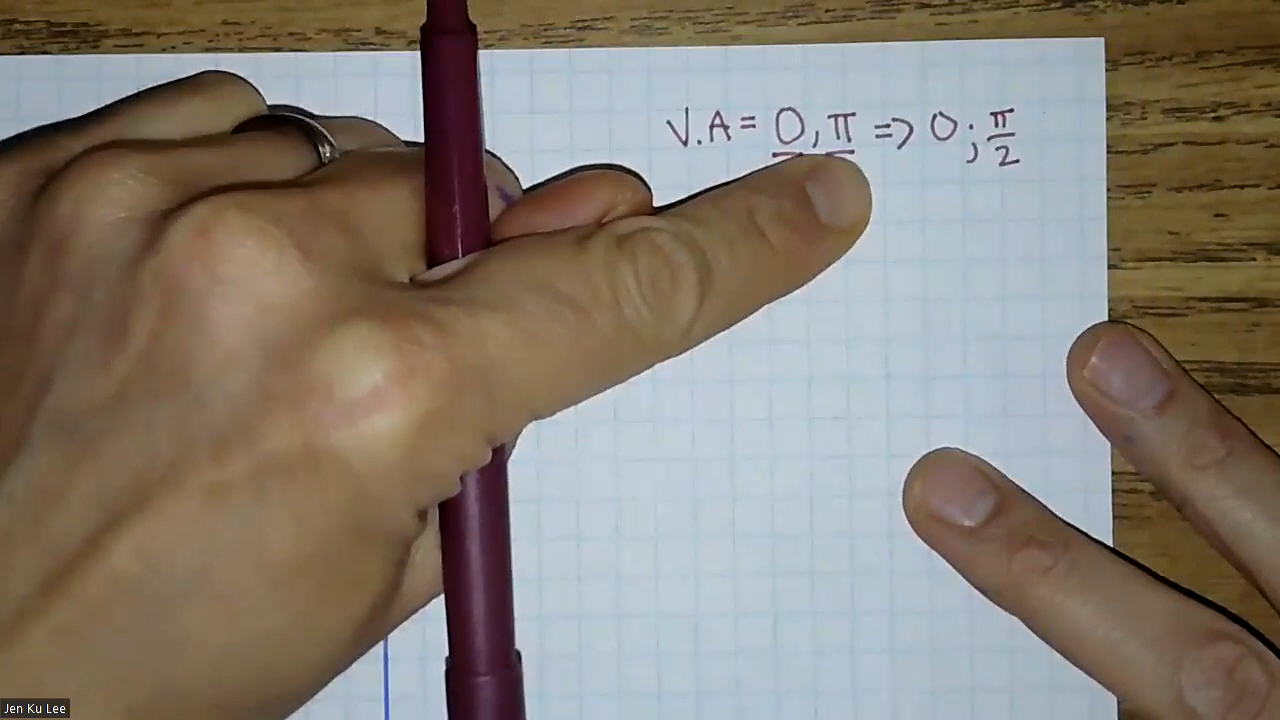 V.A = 0, π => 0; π/2
Jen Ku Lee